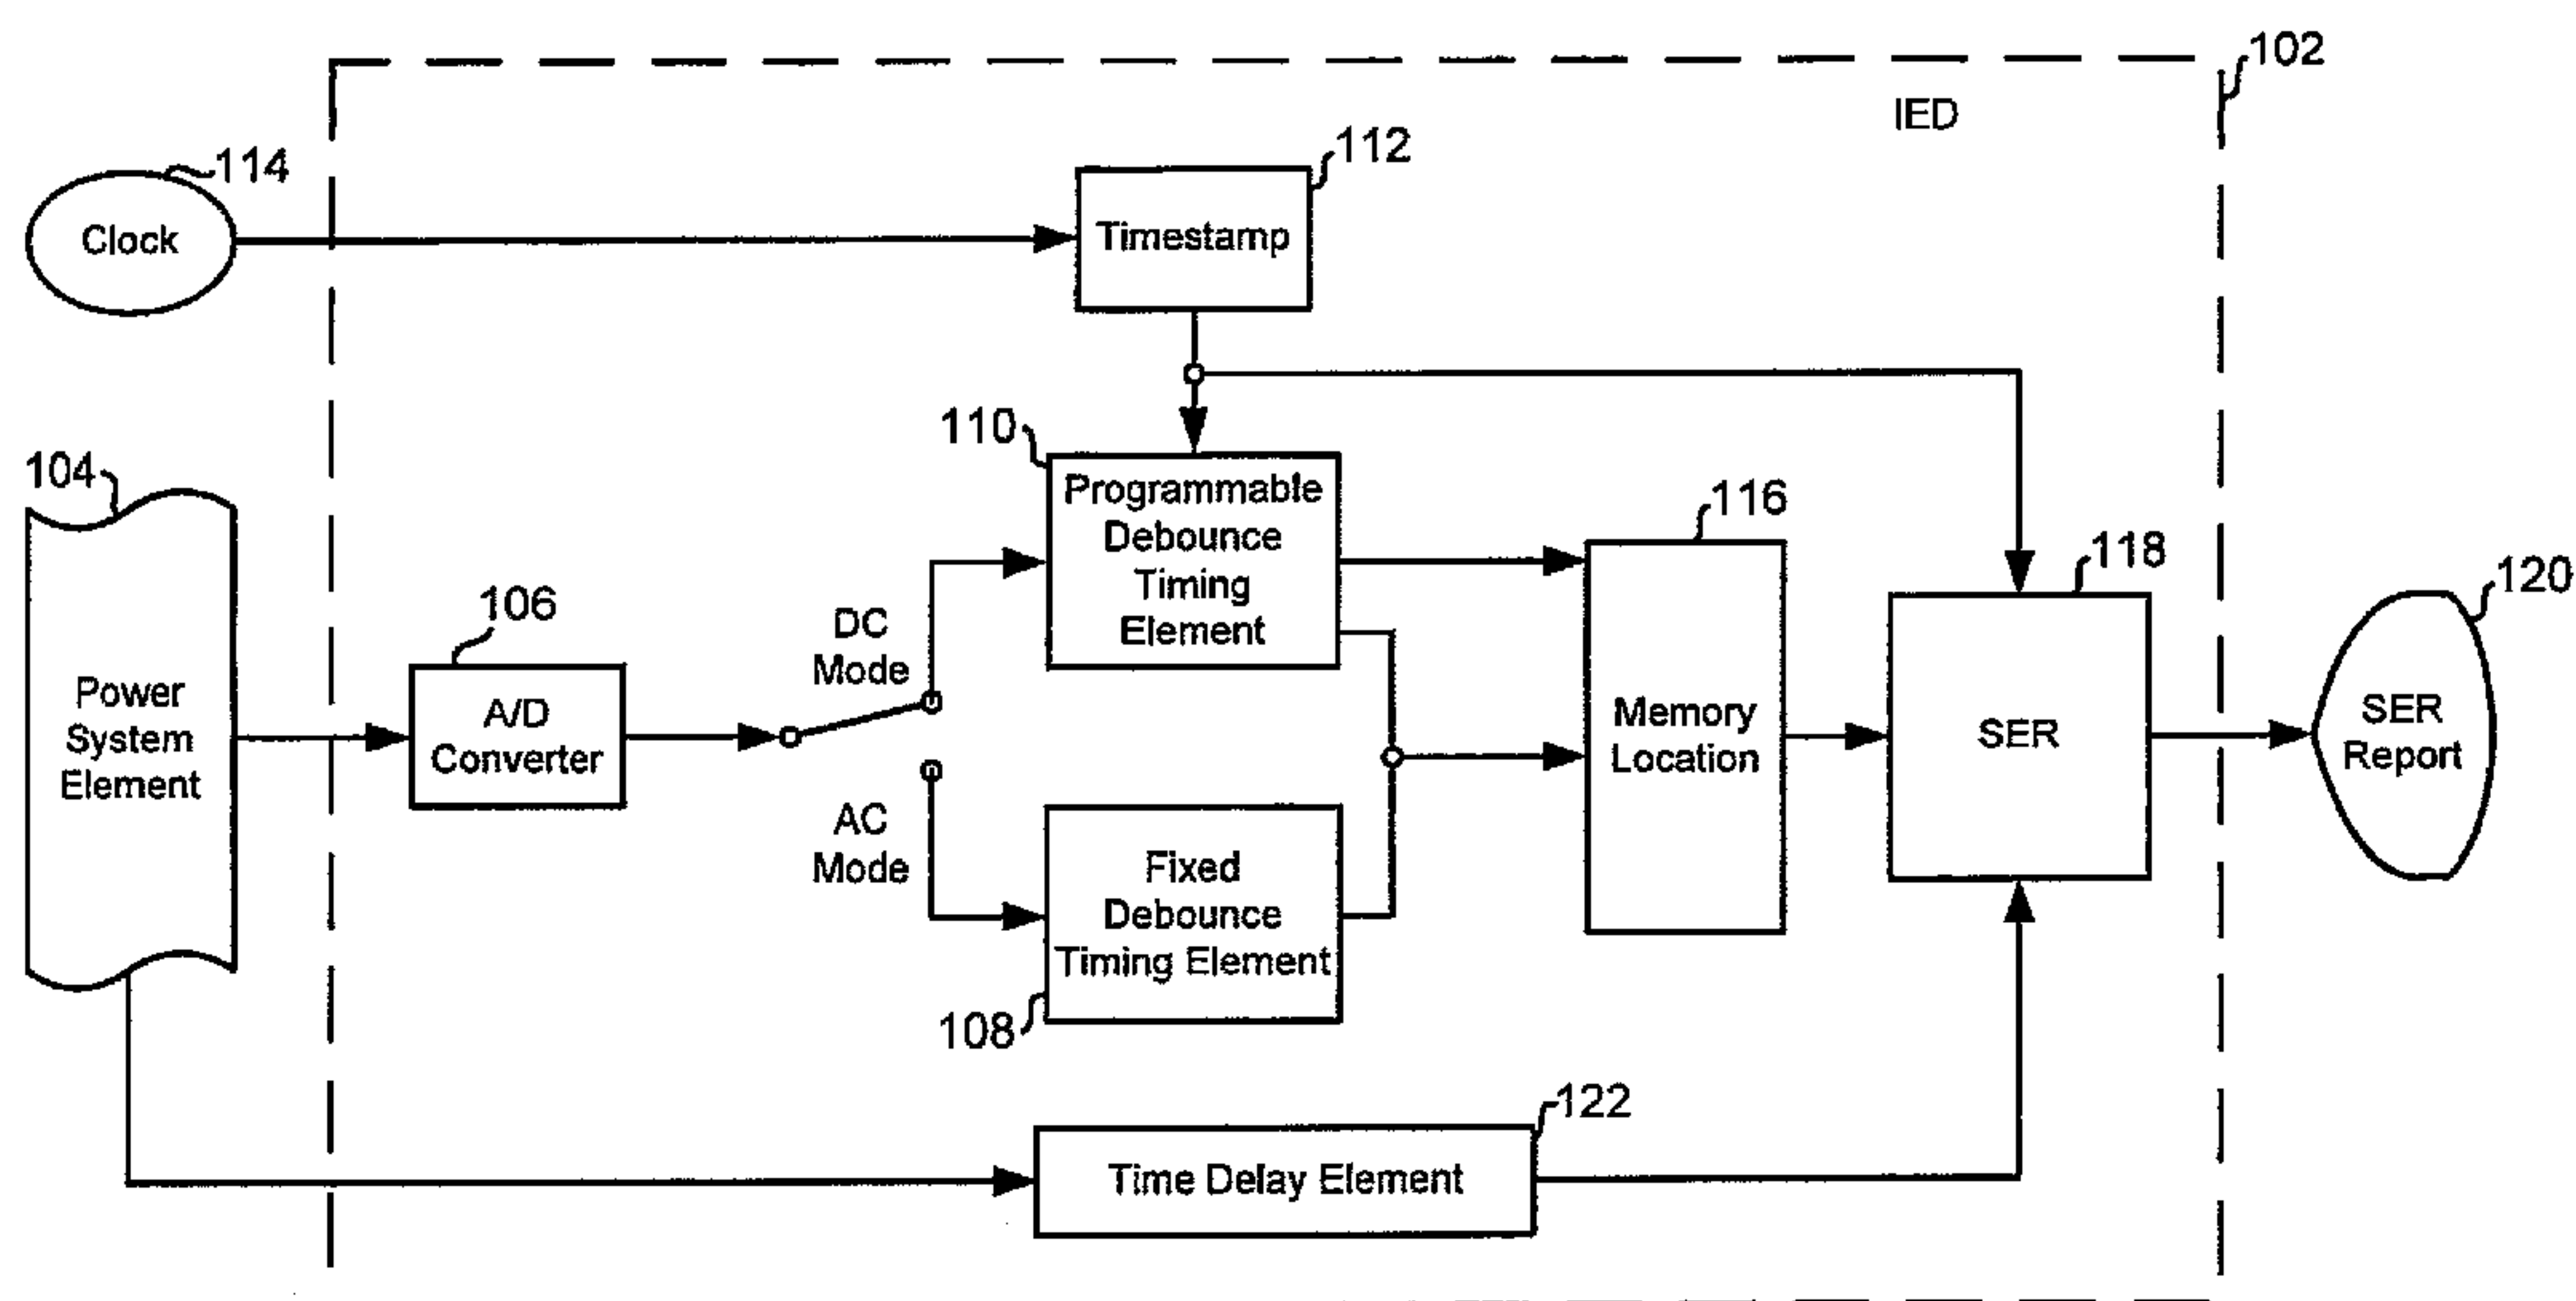 102
IED
112
114
Timestamp
Clock
110
Programmable
Debounce
Timing
Element
104
116
118
120
106
DC
Mode
Power
System
Element
A/D
Converter
Memory
Location
SER
SER
Report
AC
Mode
Fixed
Debounce
Timing Element
108
122
Time Delay Element